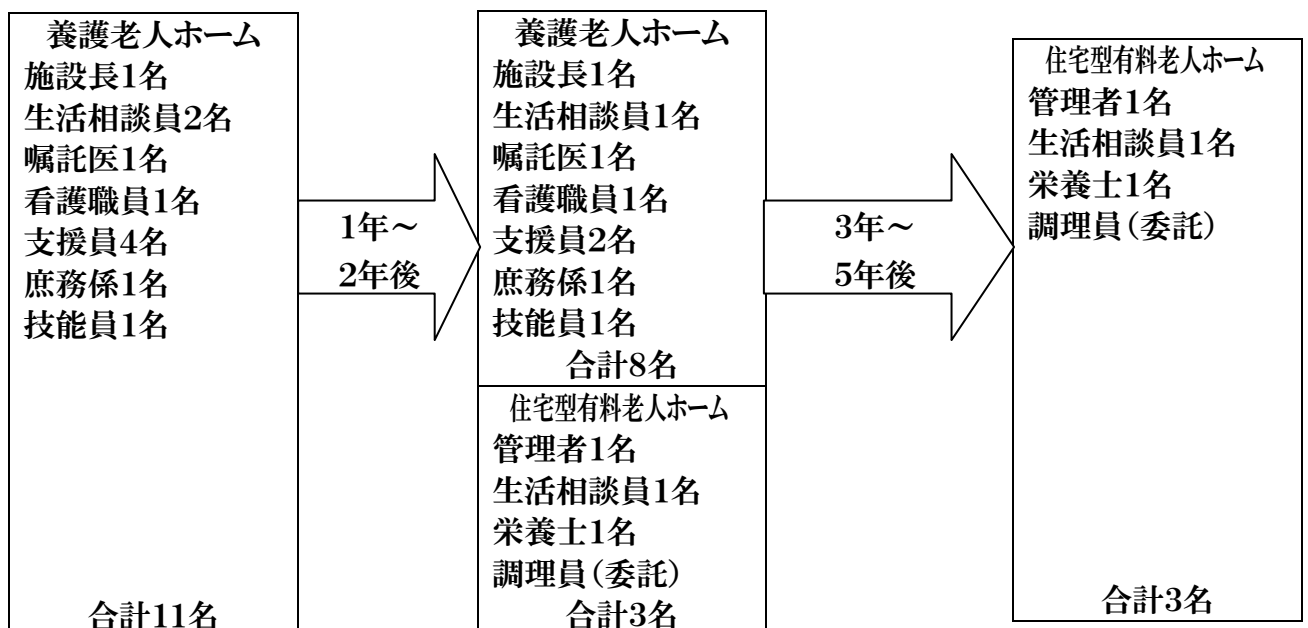 養護老人ホーム
施設長1名
生活相談員2名
嘱託医1名
看護職員1名
支援員4名
庶務係1名
技能員1名
合計11名
1年~
2年後
養護老人ホーム
施設長1名
生活相談員1名
嘱託医1名
看護職員1名
支援員2名
庶務係1名
技能員1名
合計8名
住宅型有料老人ホーム
管理者1名
生活相談員1名
栄養士1名
調理員(委託)
合計3名
3年~
5年後
住宅型有料老人ホーム
管理者1名
生活相談員1名
栄養士1名
調理員(委託)
合計3名